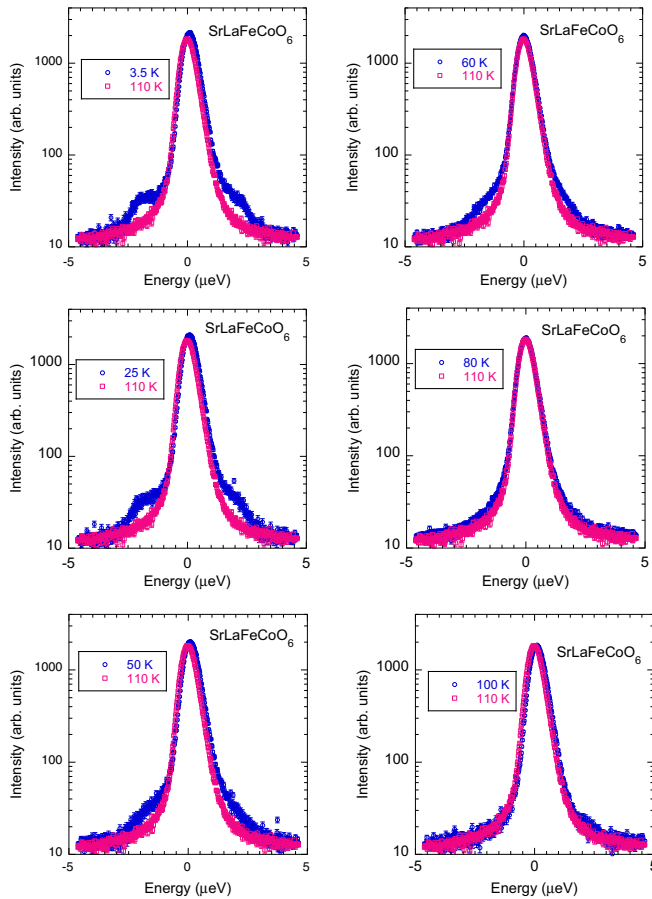 SrLaFeCoO₆
3.5 K
110 K
1000
100
10
-5
0
5
Intensity (arb. units)
Energy (μeV)
SrLaFeCoO₆
60 K
110 K
1000
100
10
-5
0
5
Intensity (arb. units)
Energy (μeV)
SrLaFeCoO₆
25 K
110 K
1000
100
10
-5
0
5
Intensity (arb. units)
Energy (μeV)
SrLaFeCoO₆
80 K
110 K
1000
100
10
-5
0
5
Intensity (arb. units)
Energy (μeV)
SrLaFeCoO₆
50 K
110 K
1000
100
10
-5
0
5
Intensity (arb. units)
Energy (μeV)
SrLaFeCoO₆
100 K
110 K
1000
100
10
-5
0
5
Intensity (arb. units)
Energy (μeV)